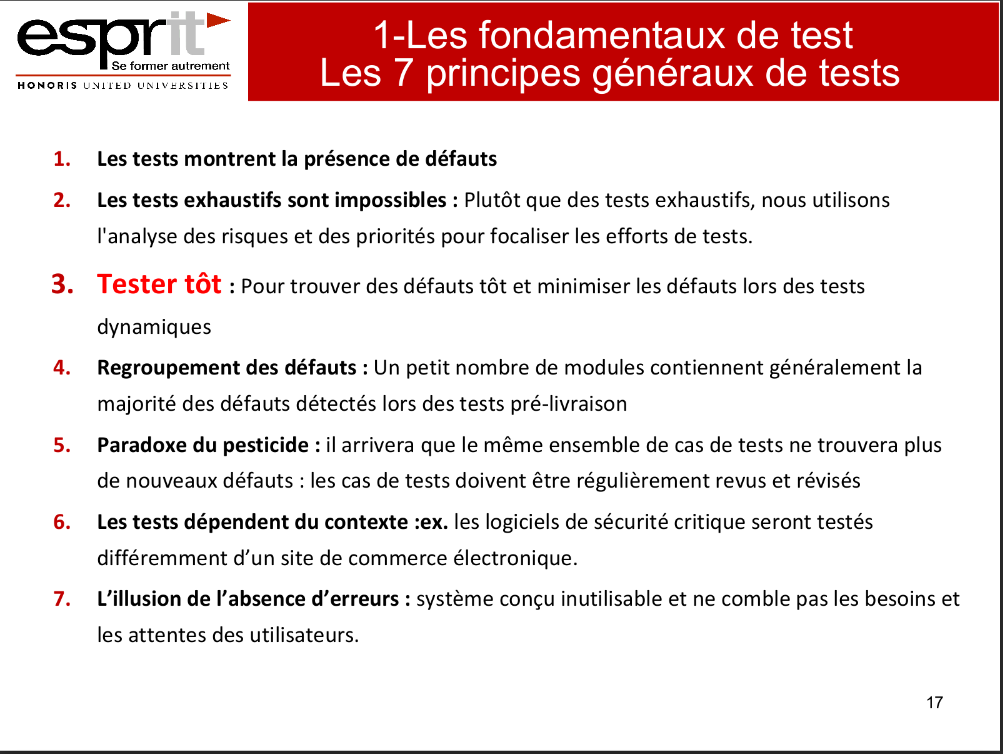 esprit
Se former autrement
HONORIS UNITED UNIVERSITIES
1-Les fondamentaux de test
Les 7 principes généraux de tests
1. Les tests montrent la présence de défauts
2. Les tests exhaustifs sont impossibles : Plutôt que des tests exhaustifs, nous utilisons
l'analyse des risques et des priorités pour focaliser les efforts de tests.
3. Tester tôt : Pour trouver des défauts tôt et minimiser les défauts lors des tests
dynamiques
4. Regroupement des défauts : Un petit nombre de modules contiennent généralement la
majorité des défauts détectés lors des tests pré-livraison
5. Paradoxe du pesticide : il arrivera que le même ensemble de cas de tests ne trouvera plus
de nouveaux défauts : les cas de tests doivent être régulièrement revus et révisés
6. Les tests dépendent du contexte :ex. les logiciels de sécurité critique seront testés
différemment d’un site de commerce électronique.
7. L’illusion de l’absence d’erreurs : système conçu inutilisable et ne comble pas les besoins et
les attentes des utilisateurs.
17